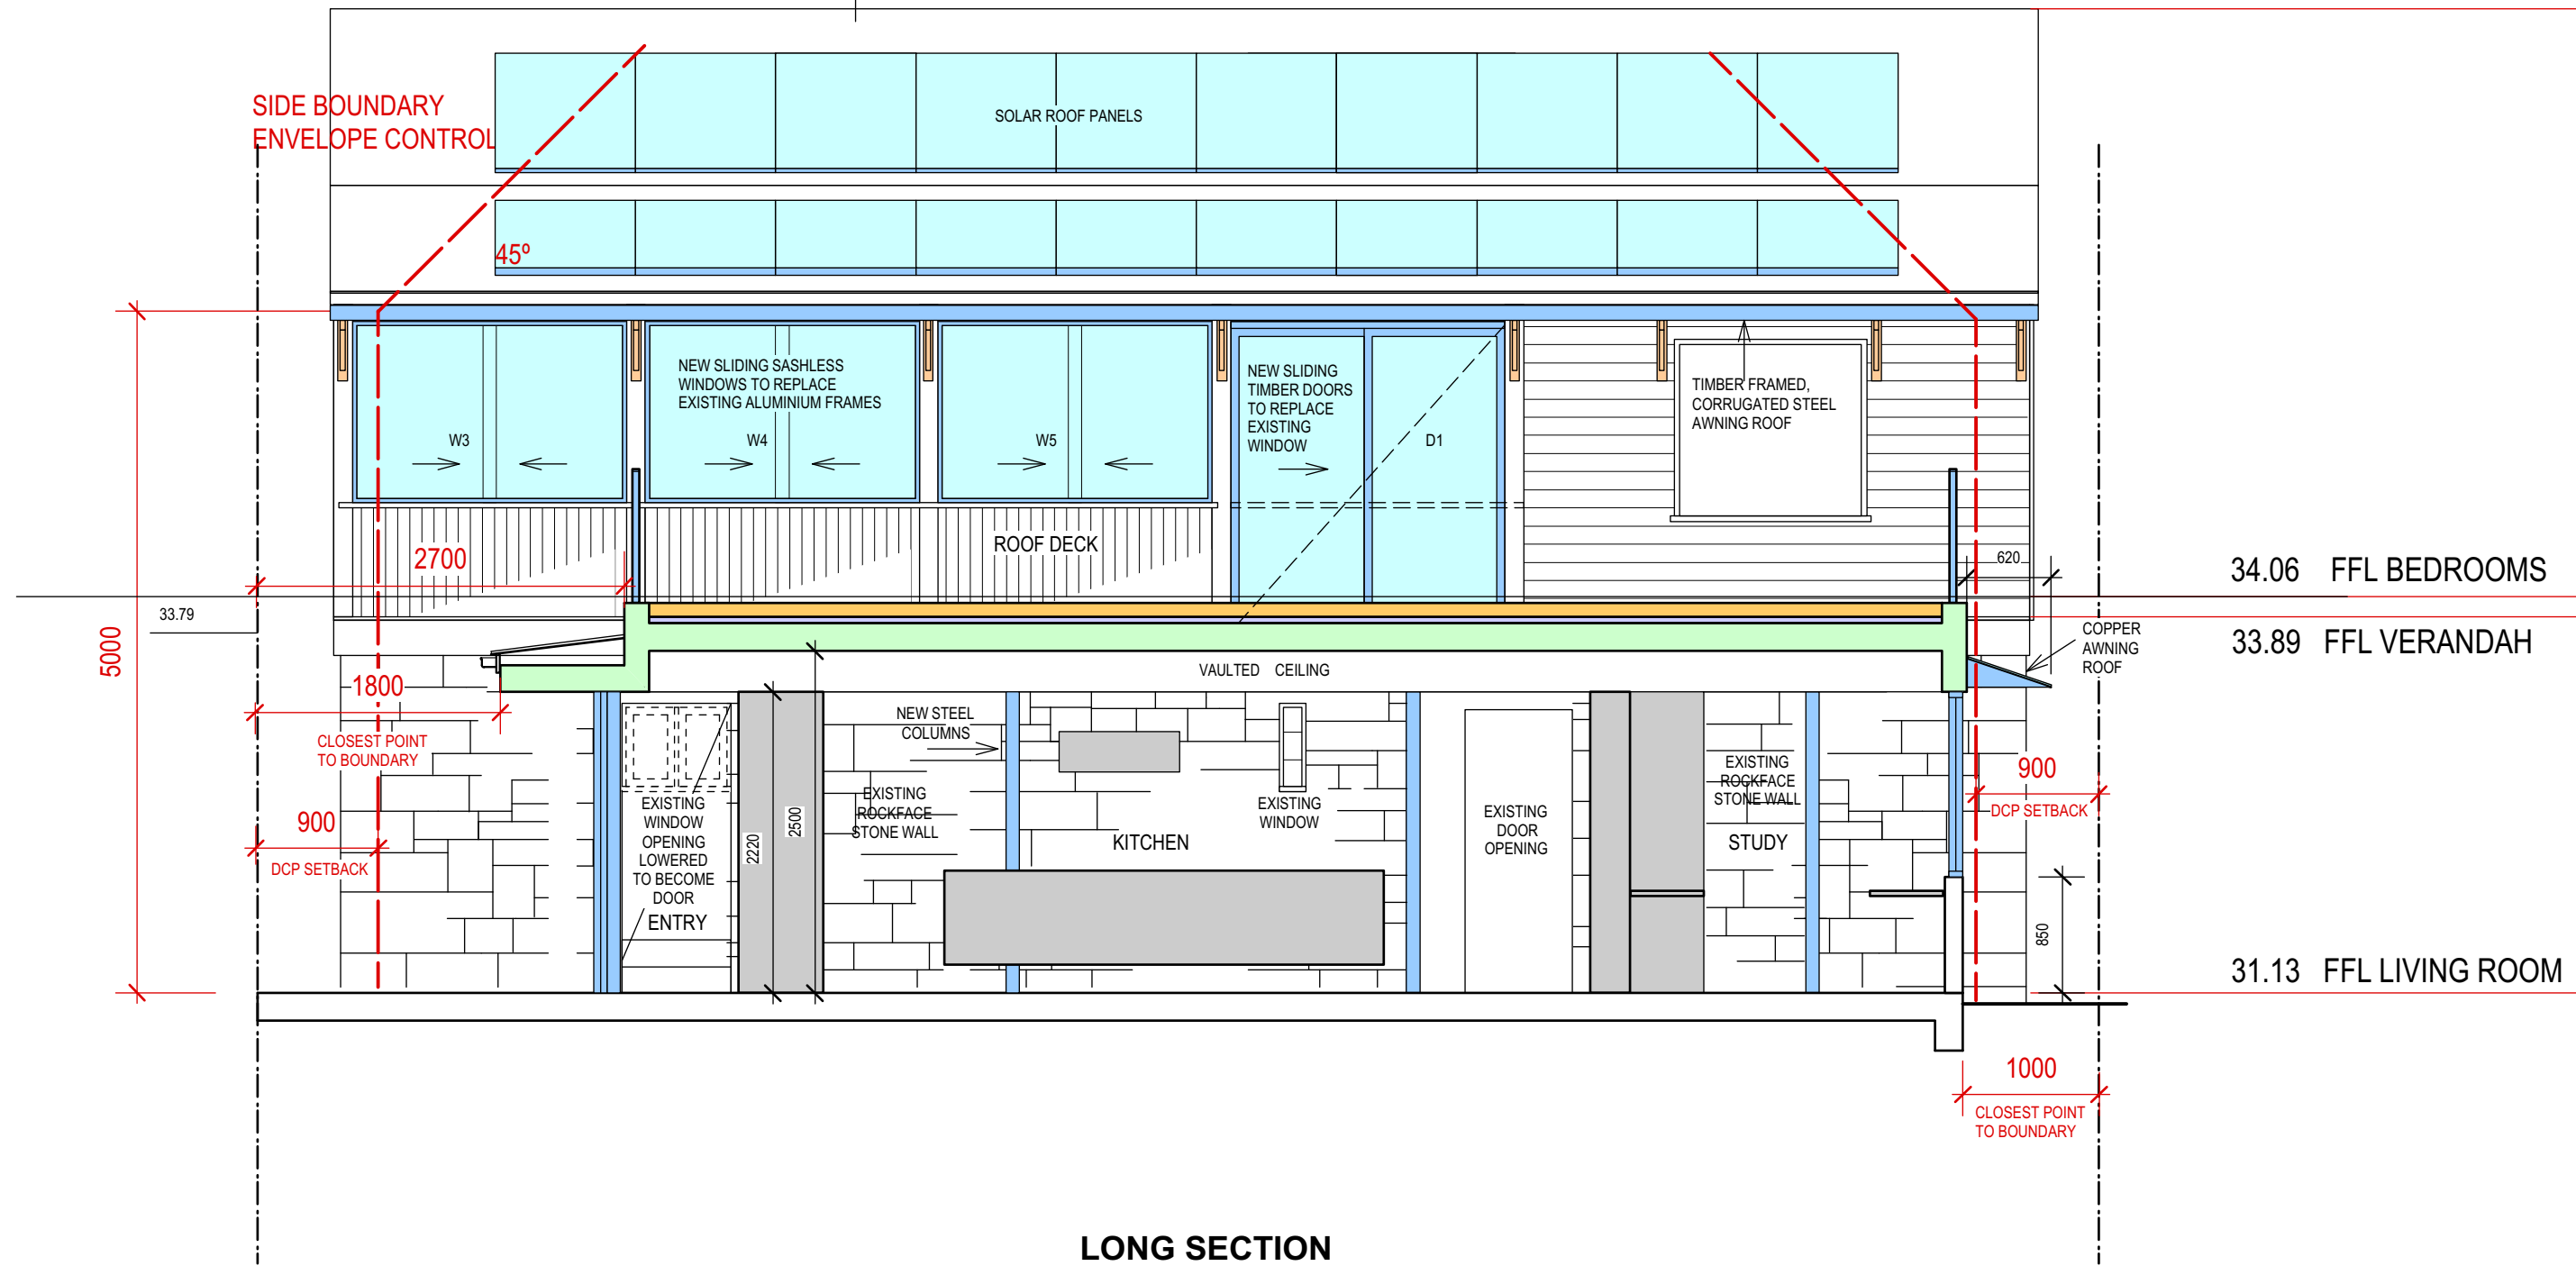 SIDE BOUNDARY
ENVELOPE CONTROL
SOLAR ROOF PANELS
45º
NEW SLIDING SASHLESS
WINDOWS TO REPLACE
EXISTING ALUMINIUM FRAMES
NEW SLIDING
TIMBER DOORS
TO REPLACE
EXISTING
WINDOW
TIMBER FRAMED,
CORRUGATED STEEL
AWNING ROOF
W3
W4
W5
D1
ROOF DECK
2700
620
34.06 FFL BEDROOMS
33.79
5000
COPPER
AWNING
ROOF
33.89 FFL VERANDAH
VAULTED CEILING
1800
CLOSEST POINT
TO BOUNDARY
NEW STEEL
COLUMNS
EXISTING
ROCKFACE
STONE WALL
EXISTING
WINDOW
OPENING
LOWERED
TO BECOME
DOOR
ENTRY
2220
2500
EXISTING
ROCKFACE
STONE WALL
KITCHEN
EXISTING
WINDOW
EXISTING
DOOR
OPENING
STUDY
900
DCP SETBACK
900
DCP SETBACK
850
31.13 FFL LIVING ROOM
1000
CLOSEST POINT
TO BOUNDARY
LONG SECTION